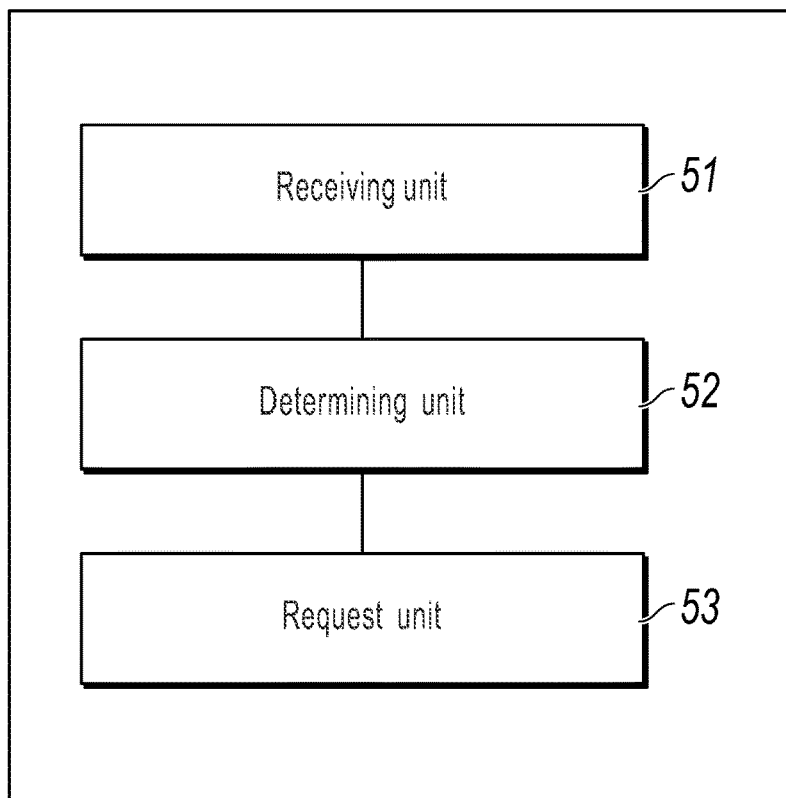 Receiving unit
51
Determining unit
52
Request unit
53